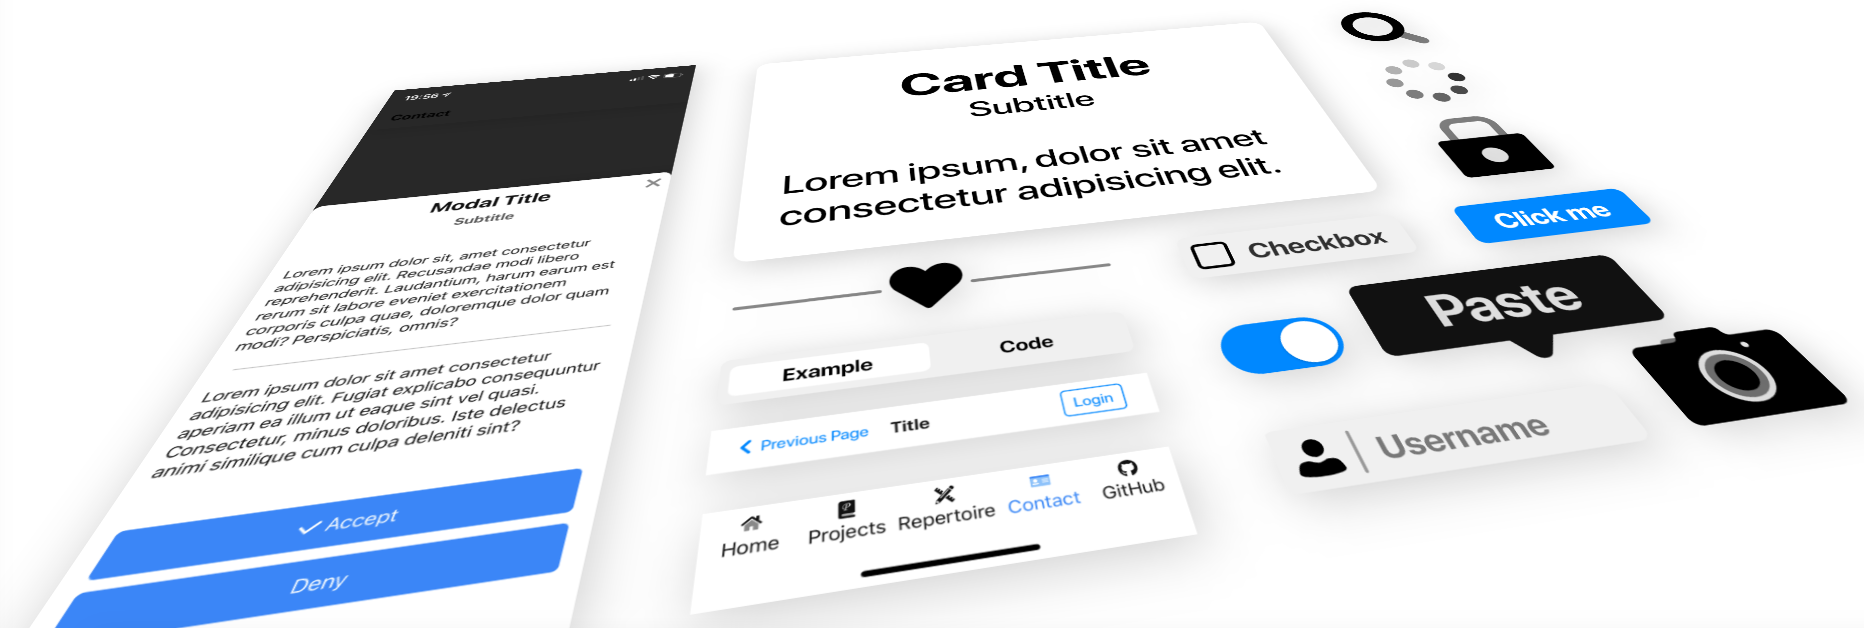 19:56
Contact
Modal Title
Subtitle
Lorem ipsum dolor sit, amet consectetur
adipisicing elit. Recusandae modi libero
reprehenderit. Laudantium, harum earum est
rerum sit labore eveniet exercitationem
corporis culpa quae, doloremque dolor quam
modi? Perspiciatis, omnis?
Lorem ipsum dolor sit amet consectetur
adipisicing elit. Fugiat explicabo consequuntur
aperiam ea illum ut eaque sint vel quasi.
Consectetur, minus doloribus. Iste delectus
animi similique cum culpa deleniti sint?
Accept
Deny
Card Title
Subtitle
Lorem ipsum, dolor sit amet
consectetur adipisicing elit.
Example Code
Previous Page Title Login
Home Projects Repertoire Contact GitHub
Click me
Checkbox
Paste
Username